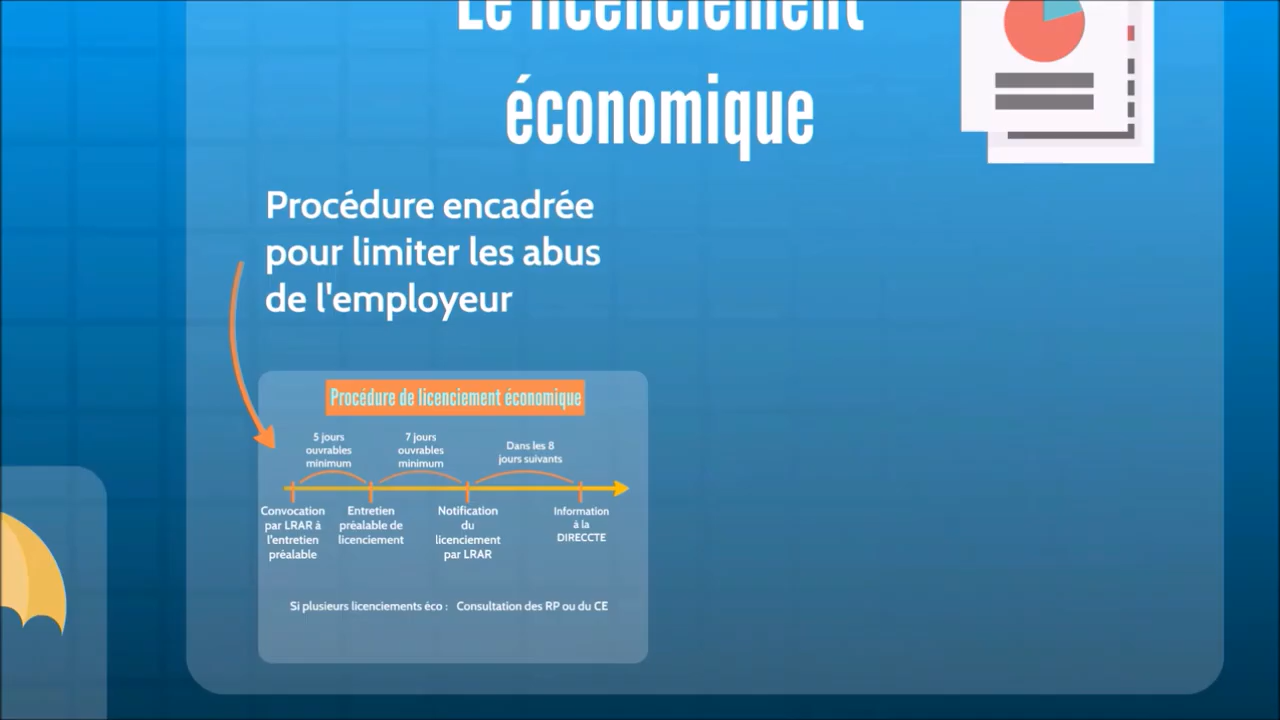 Le licenciement
économique
Procédure encadrée
pour limiter les abus
de l'employeur
Procédure de licenciement économique
5 jours
ouvrables
minimum
7 jours
ouvrables
minimum
Dans les 8
jours suivants
Convocation
par LRAR à
l'entretien
préalable
Entretien
préalable de
licenciement
Notification
du
licenciement
par LRAR
Information
à la
DIRECCTE
Si plusieurs licenciements éco : Consultation des RP ou du CE